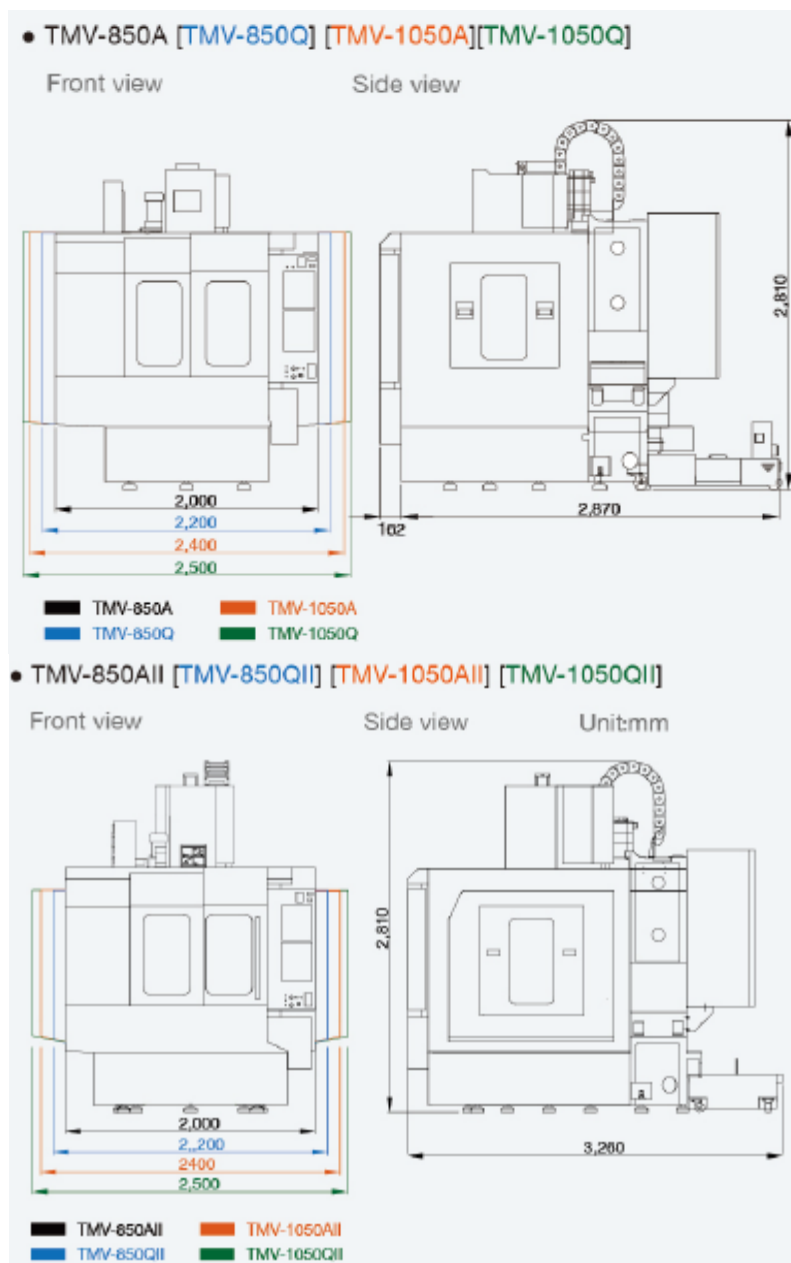 • TMV-850A [TMV-850Q] [TMV-1050A][TMV-1050Q]
Front view Side view
2,810
2,000
2,200
2,400
2,500
162
2,870
TMV-850A TMV-1050A
TMV-850Q TMV-1050Q
• TMV-850AII [TMV-850QII] [TMV-1050AII] [TMV-1050QII]
Front view Side view Unit:mm
2,810
2,000
2,,200
2400
2,500
3,260
TMV-850AII TMV-1050AII
TMV-850QII TMV-1050QII